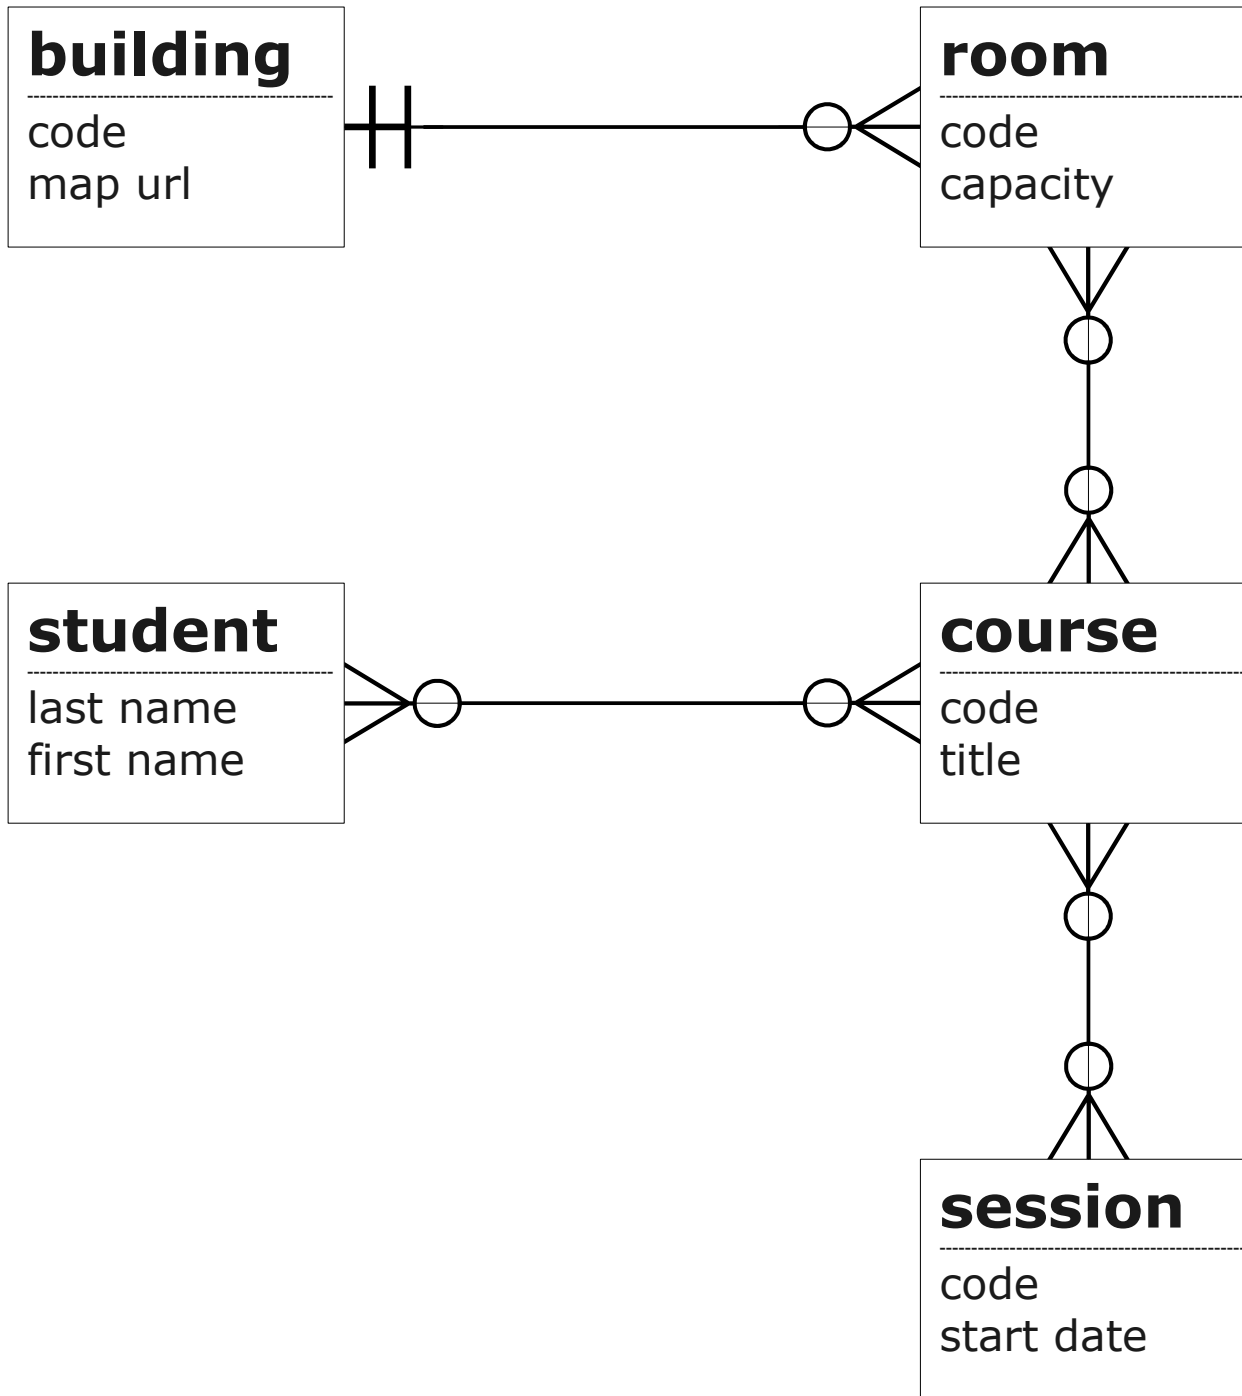 building
code
map url
room
code
capacity
student
last name
first name
course
code
title
session
code
start date